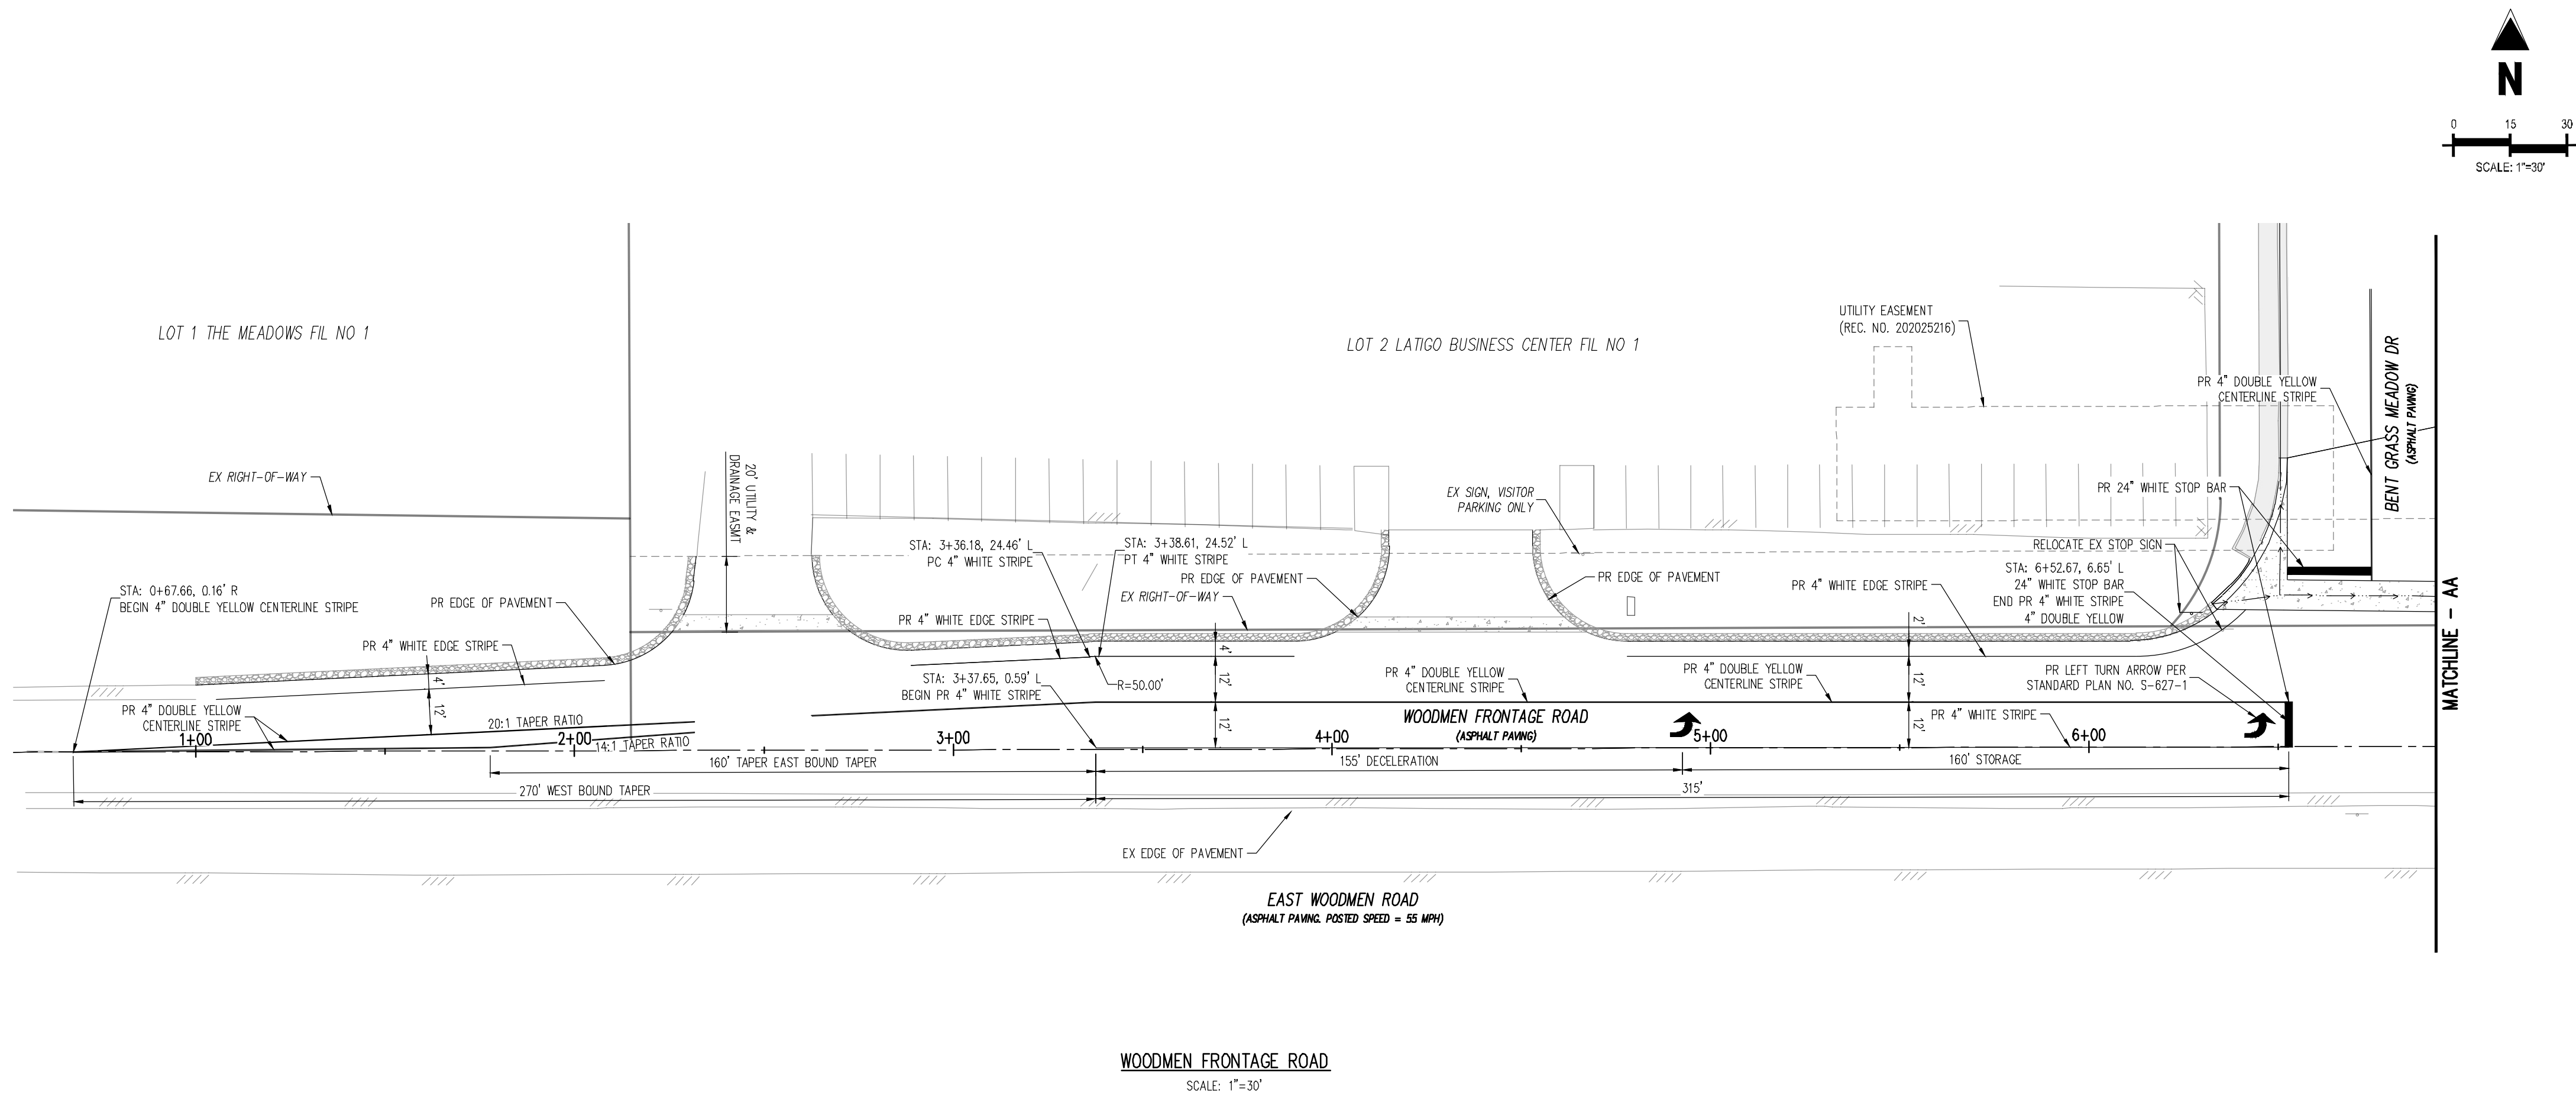 N
0 15 30
SCALE: 1"=30'
LOT 1 THE MEADOWS FIL NO 1
LOT 2 LATIGO BUSINESS CENTER FIL NO 1
UTILITY EASEMENT
(REC. NO. 202025216)
PR 4" DOUBLE YELLOW
CENTERLINE STRIPE
BENT GRASS MEADOW DR
(ASPHALT PAVING)
EX RIGHT-OF-WAY
20' UTILITY &
DRAINAGE EASMT
EX SIGN, VISITOR
PARKING ONLY
PR 24" WHITE STOP BAR
RELOCATE EX STOP SIGN
STA: 3+36.18, 24.46' L
PC 4" WHITE STRIPE
STA: 3+38.61, 24.52' L
PT 4" WHITE STRIPE
PR EDGE OF PAVEMENT
PR EDGE OF PAVEMENT
EX RIGHT-OF-WAY
PR 4" WHITE EDGE STRIPE
STA: 6+52.67, 6.65' L
24" WHITE STOP BAR
END PR 4" WHITE STRIPE
4" DOUBLE YELLOW
STA: 0+67.66, 0.16' R
BEGIN 4" DOUBLE YELLOW CENTERLINE STRIPE
PR EDGE OF PAVEMENT
PR 4" WHITE EDGE STRIPE
PR 4" WHITE EDGE STRIPE
MATCHLINE - AA
4'
12'
4'
12'
12'
2'
12'
12'
R=50.00'
STA: 3+37.65, 0.59' L
BEGIN PR 4" WHITE STRIPE
PR 4" DOUBLE YELLOW
CENTERLINE STRIPE
PR 4" DOUBLE YELLOW
CENTERLINE STRIPE
PR LEFT TURN ARROW PER
STANDARD PLAN NO. S-627-1
PR 4" DOUBLE YELLOW
CENTERLINE STRIPE
20:1 TAPER RATIO
14:1 TAPER RATIO
WOODMEN FRONTAGE ROAD
(ASPHALT PAVING)
PR 4" WHITE STRIPE
1+00 2+00 3+00 4+00 5+00 6+00
160' TAPER EAST BOUND TAPER
155' DECELERATION
160' STORAGE
270' WEST BOUND TAPER
315'
EX EDGE OF PAVEMENT
EAST WOODMEN ROAD
(ASPHALT PAVING. POSTED SPEED = 55 MPH)
WOODMEN FRONTAGE ROAD
SCALE: 1"=30'